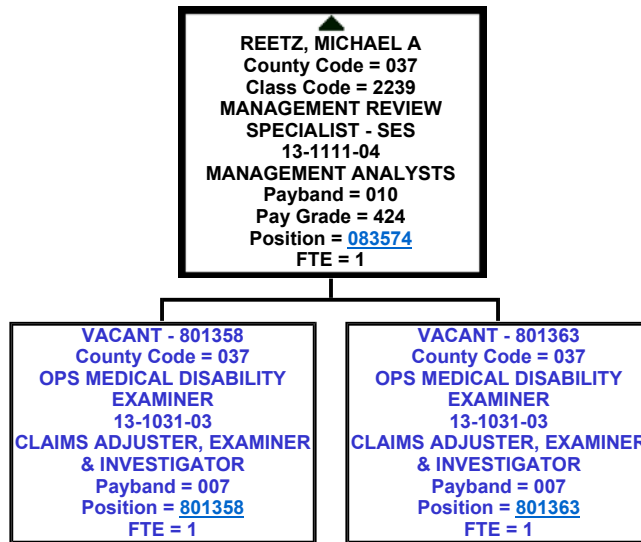 REETZ, MICHAEL A
County Code = 037
Class Code = 2239
MANAGEMENT REVIEW
SPECIALIST - SES
13-1111-04
MANAGEMENT ANALYSTS
Payband = 010
Pay Grade = 424
Position = 083574
FTE = 1
VACANT - 801358
County Code = 037
OPS MEDICAL DISABILITY
EXAMINER
13-1031-03
CLAIMS ADJUSTER, EXAMINER
& INVESTIGATOR
Payband = 007
Position = 801358
FTE = 1
VACANT - 801363
County Code = 037
OPS MEDICAL DISABILITY
EXAMINER
13-1031-03
CLAIMS ADJUSTER, EXAMINER
& INVESTIGATOR
Payband = 007
Position = 801363
FTE = 1